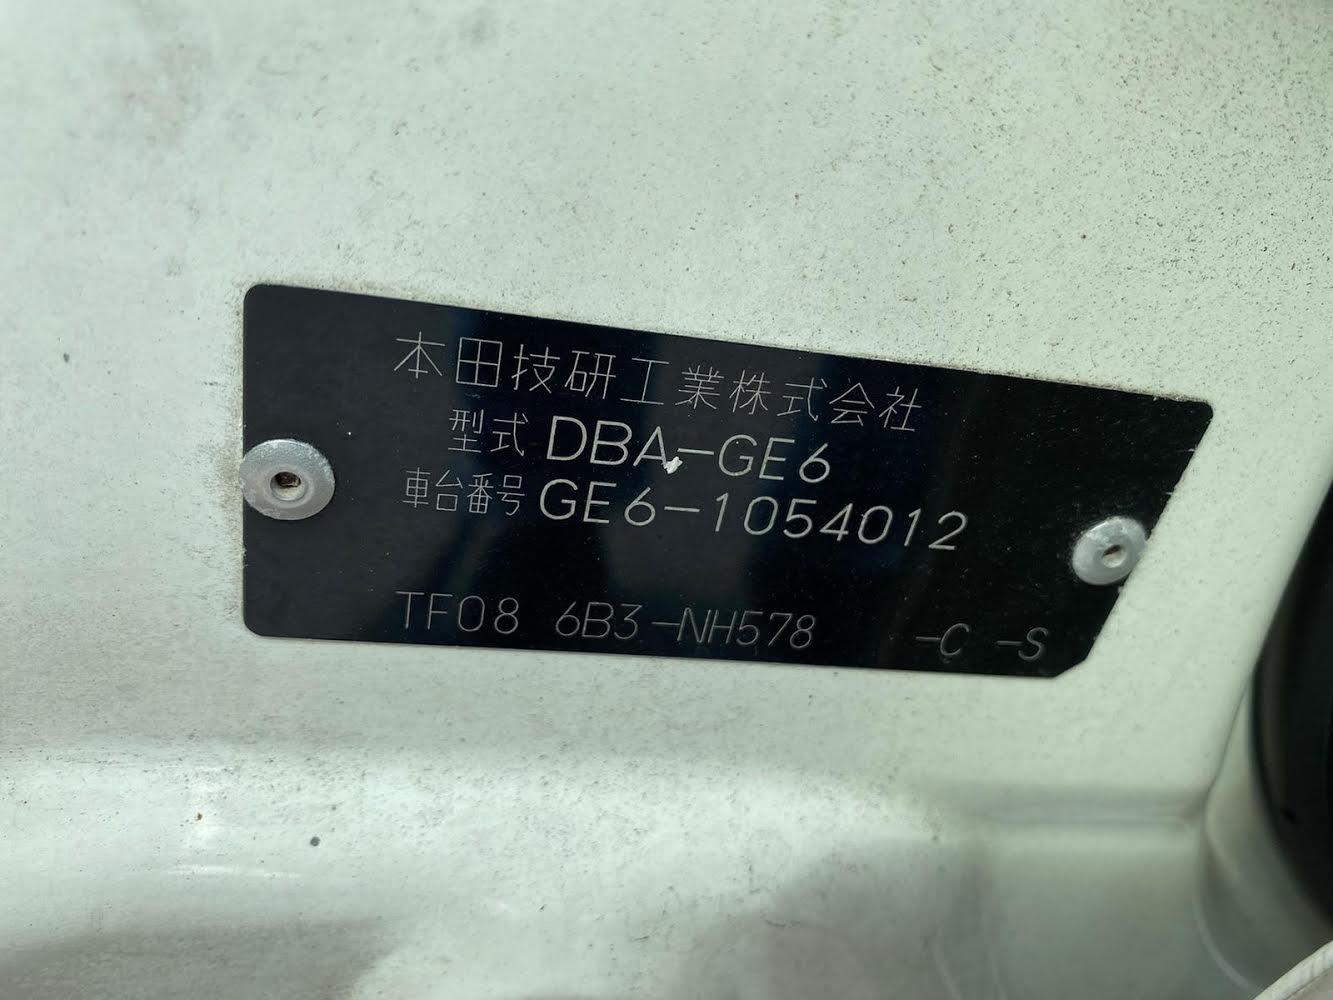 本田技研工業株式会社
型式 DBA-GE6
車台番号 GE6-1054012
TF08 6B3-NH578 -C -S